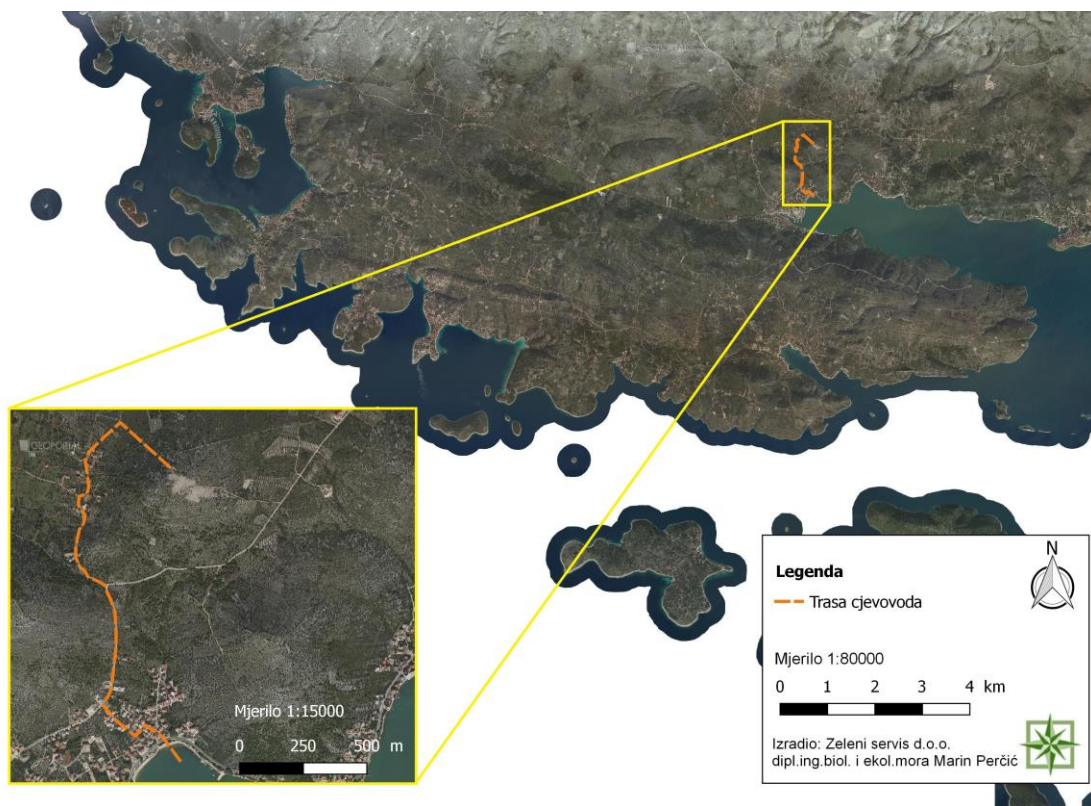 GEOPORTAL
GEOPORTAL
Mjerilo 1:15000
0 250 500 m
N
Legenda
Trasa cjevovoda
Mjerilo 1:80000
0 1 2 3 4 km
Izradio: Zeleni servis d.o.o.
dipl.ing.biol. i ekol.mora Marin Perčić